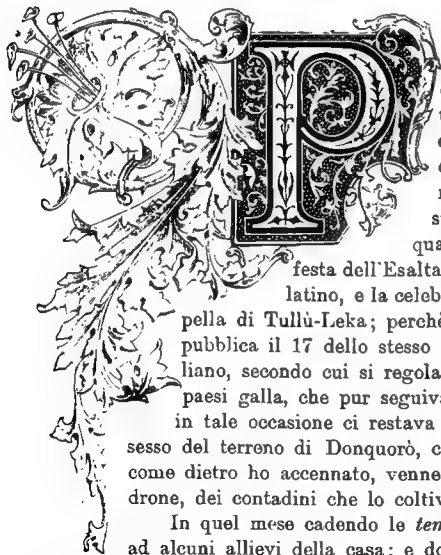 P
qua
festa dell'Esalta
latino, e la celeb
pella di Tullù-Leka; perchè
pubblica il 17 dello stesso
liano, secondo cui si regola
paesi galla, che pur seguiva
in tale occasione ci restava
sesso del terreno di Donquorò, c
come dietro ho accennato, venne
drone, dei contadini che lo coltiv
In quel mese cadendo le tem
ad alcuni allievi della casa; e do